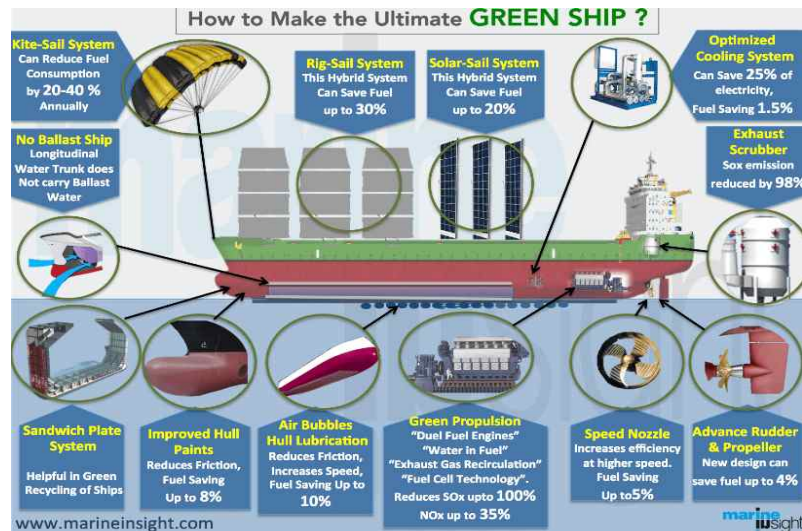 How to Make the Ultimate GREEN SHIP ?
Kite-Sail System
Can Reduce Fuel
Consumption
by 20-40 %
Annually
Rig-Sail System
This Hybrid System
Can Save Fuel
up to 30%
Solar-Sail System
This Hybrid System
Can Save Fuel
up to 20%
Optimized
Cooling System
Can Save 25% of
electricity,
Fuel Saving 1.5%
No Ballast Ship
Longitudinal
Water Trunk does
Not carry Ballast
Water
Exhaust
Scrubber
Sox emission
reduced by 98%
Sandwich Plate
System
Helpful in Green
Recycling of Ships
Improved Hull
Paints
Reduces Friction,
Fuel Saving
Up to 8%
Air Bubbles
Hull Lubrication
Reduces Friction,
Increases Speed,
Fuel Saving Up to
10%
Green Propulsion
"Duel Fuel Engines"
"Water in Fuel"
"Exhaust Gas Recirculation"
"Fuel Cell Technology".
Reduces SOx upto 100%
NOx up to 35%
Speed Nozzle
Increases efficiency
at higher speed.
Fuel Saving
Up to5%
Advance Rudder
& Propeller
New design can
save fuel up to 4%
www.marineinsight.com
marine
insight